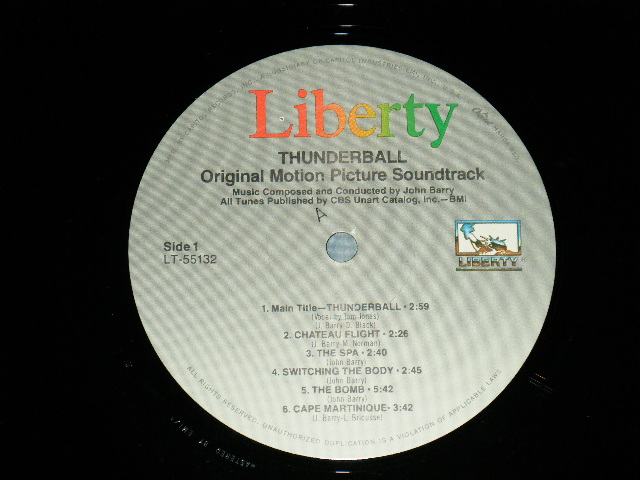 Liberty
THUNDERBALL
Original Motion Picture Soundtrack
Music Composed and Conducted by John Barry
All Tunes Published by CBS Unart Catalog, Inc.—BMI
A
Side 1
LT-55132
LIBERTY
1. Main Title—THUNDERBALL • 2:59
(Vocal by Tom Jones)
(J. Barry-D. Black)
2. CHATEAU FLIGHT • 2:26
(J. Barry-M. Norman)
3. THE SPA • 2:40
(John Barry)
4. SWITCHING THE BODY • 2:45
(John Barry)
5. THE BOMB • 5:42
(John Barry)
6. CAPE MARTINIQUE • 3:42
(J. Barry-L. Bricusse)
ALL RIGHTS RESERVED. UNAUTHORIZED DUPLICATION IS A VIOLATION OF APPLICABLE LAWS.